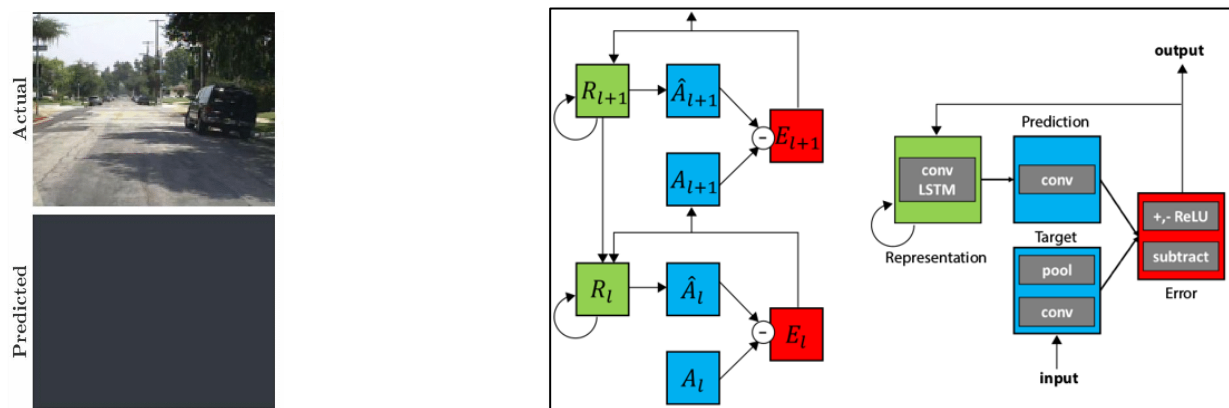 Actual
Predicted
R_{l+1}
Â_{l+1}
E_{l+1}
-
A_{l+1}
R_l
Â_l
E_l
-
A_l
output
Prediction
conv
LSTM
conv
+,- ReLU
subtract
Error
Representation
Target
pool
conv
input